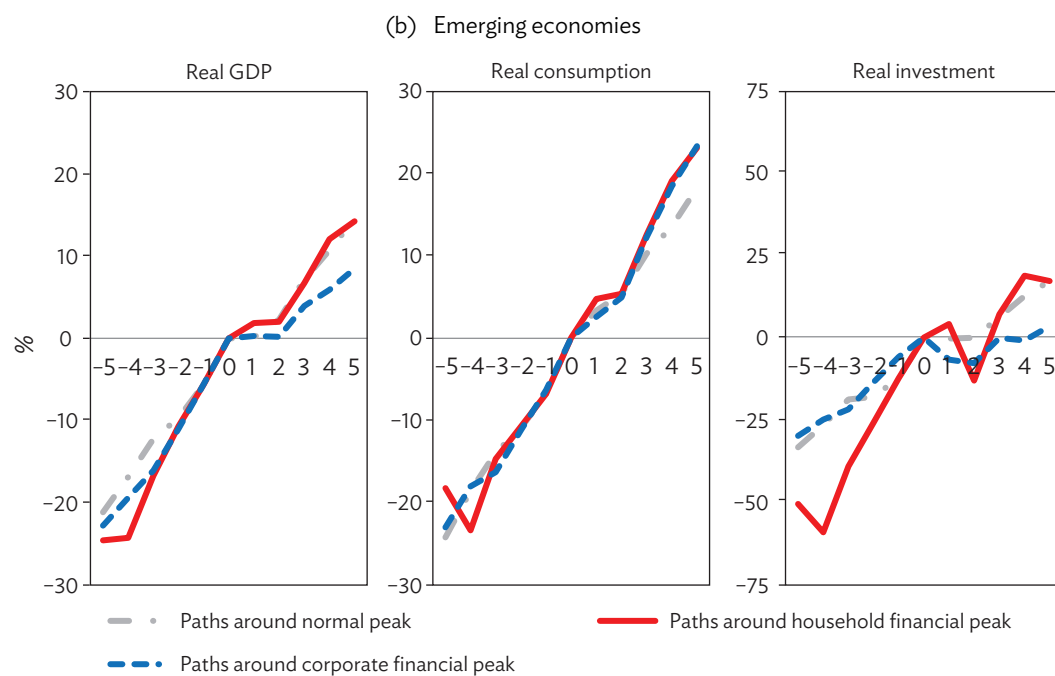 (b) Emerging economies
Real GDP
30
20
10
0
−10
−20
−30
%
−5 −4 −3 −2 −1 0 1 2 3 4 5
Real consumption
30
20
10
0
−10
−20
−30
−5 −4 −3 −2 −1 0 1 2 3 4 5
Real investment
75
50
25
0
−25
−50
−75
−5 −4 −3 −2 −1 0 1 2 3 4 5
Paths around normal peak
Paths around household financial peak
Paths around corporate financial peak